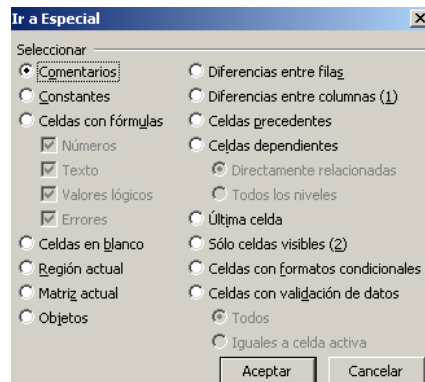 Ir a Especial
Seleccionar
Comentarios
Constantes
Celdas con fórmulas
Números
Texto
Valores lógicos
Errores
Celdas en blanco
Región actual
Matriz actual
Objetos
Diferencias entre filas
Diferencias entre columnas (1)
Celdas precedentes
Celdas dependientes
Directamente relacionadas
Todos los niveles
Última celda
Sólo celdas visibles (2)
Celdas con formatos condicionales
Celdas con validación de datos
Todos
Iguales a celda activa
Aceptar
Cancelar